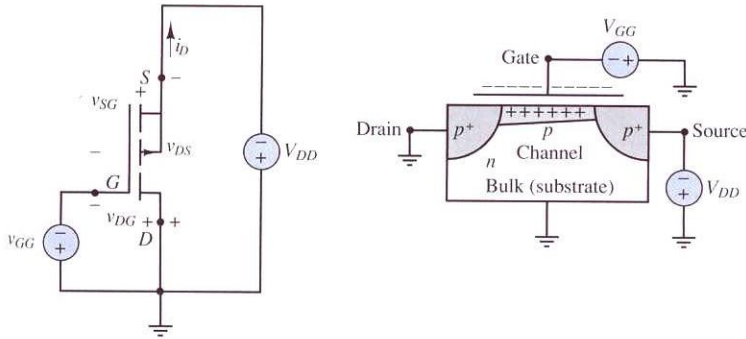 i_D
S −
+
v_SG
−
v_DS
G
−
v_DG + +
D
− +
v_GG
− +
V_DD
V_GG
Gate
− +
− − − − − − − − − −
+ + + + + +
Drain
p⁺
p
p⁺
Source
n
Channel
Bulk (substrate)
− +
V_DD